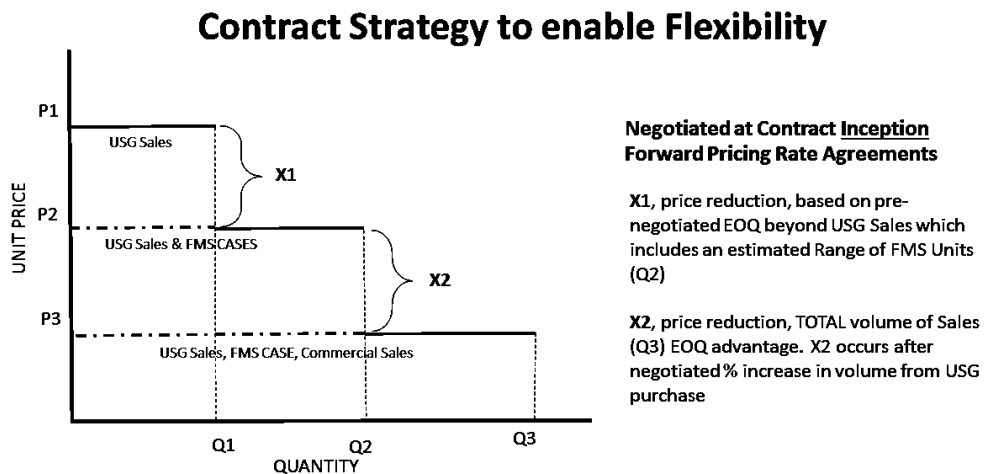 Contract Strategy to enable Flexibility
P1
USG Sales
X1
P2
USG Sales & FMS CASES
X2
P3
USG Sales, FMS CASE, Commercial Sales
UNIT PRICE
Q1
Q2
Q3
QUANTITY
Negotiated at Contract Inception
Forward Pricing Rate Agreements
X1, price reduction, based on pre-
negotiated EOQ beyond USG Sales which
includes an estimated Range of FMS Units
(Q2)
X2, price reduction, TOTAL volume of Sales
(Q3) EOQ advantage. X2 occurs after
negotiated % increase in volume from USG
purchase